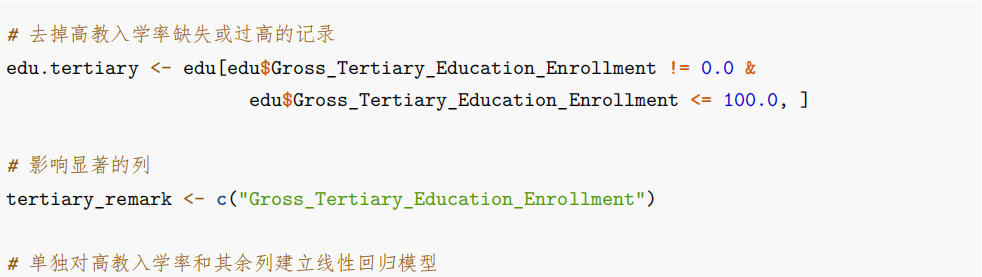 # 去掉高教入学率缺失或过高的记录
edu.tertiary <- edu[edu$Gross_Tertiary_Education_Enrollment != 0.0 &
edu$Gross_Tertiary_Education_Enrollment <= 100.0, ]
# 影响显著的列
tertiary_remark <- c("Gross_Tertiary_Education_Enrollment")
# 单独对高教入学率和其余列建立线性回归模型